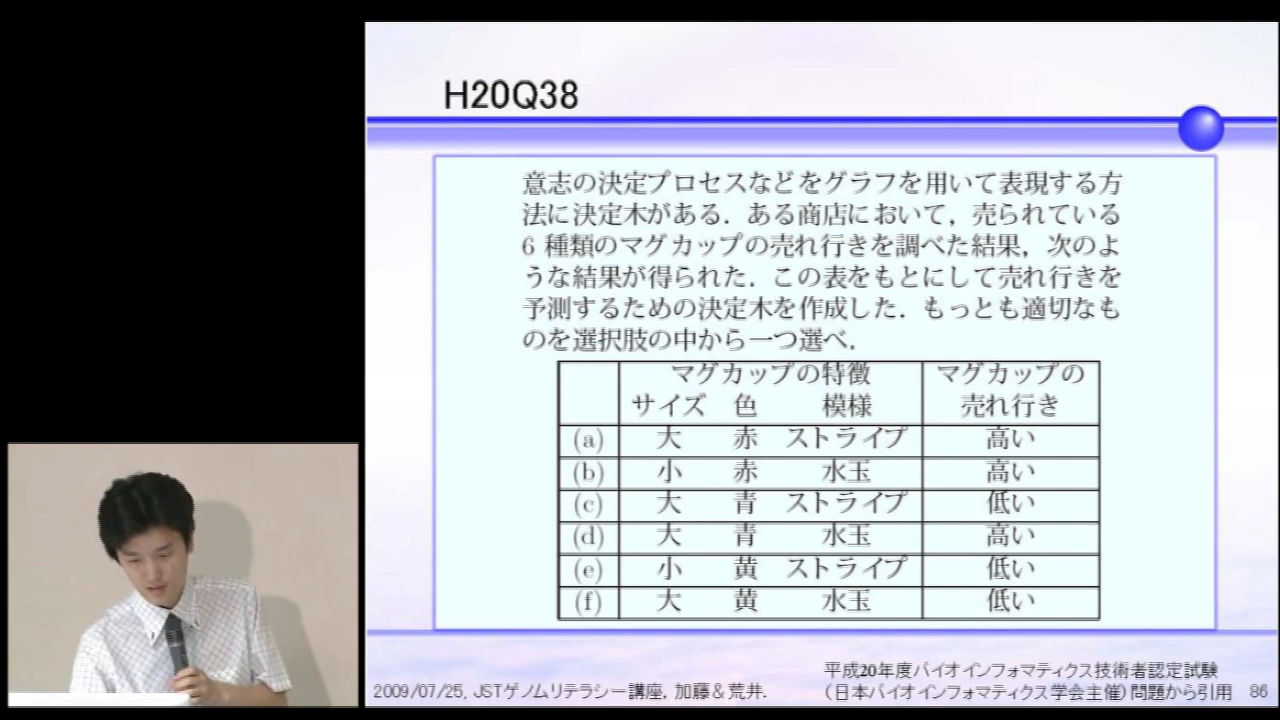 H20Q38
意志の決定プロセスなどをグラフを用いて表現する方
法に決定木がある．ある商店において，売られている
6 種類のマグカップの売れ行きを調べた結果，次のよ
うな結果が得られた．この表をもとにして売れ行きを
予測するための決定木を作成した．もっとも適切なも
のを選択肢の中から一つ選べ．
マグカップの特徴 マグカップの
サイズ 色 模様 売れ行き
(a) 大 赤 ストライプ 高い
(b) 小 赤 水玉 高い
(c) 大 青 ストライプ 低い
(d) 大 青 水玉 高い
(e) 小 黄 ストライプ 低い
(f) 大 黄 水玉 低い
平成20年度バイオインフォマティクス技術者認定試験
2009/07/25, JSTゲノムリテラシー講座, 加藤＆荒井. （日本バイオインフォマティクス学会主催）問題から引用 86